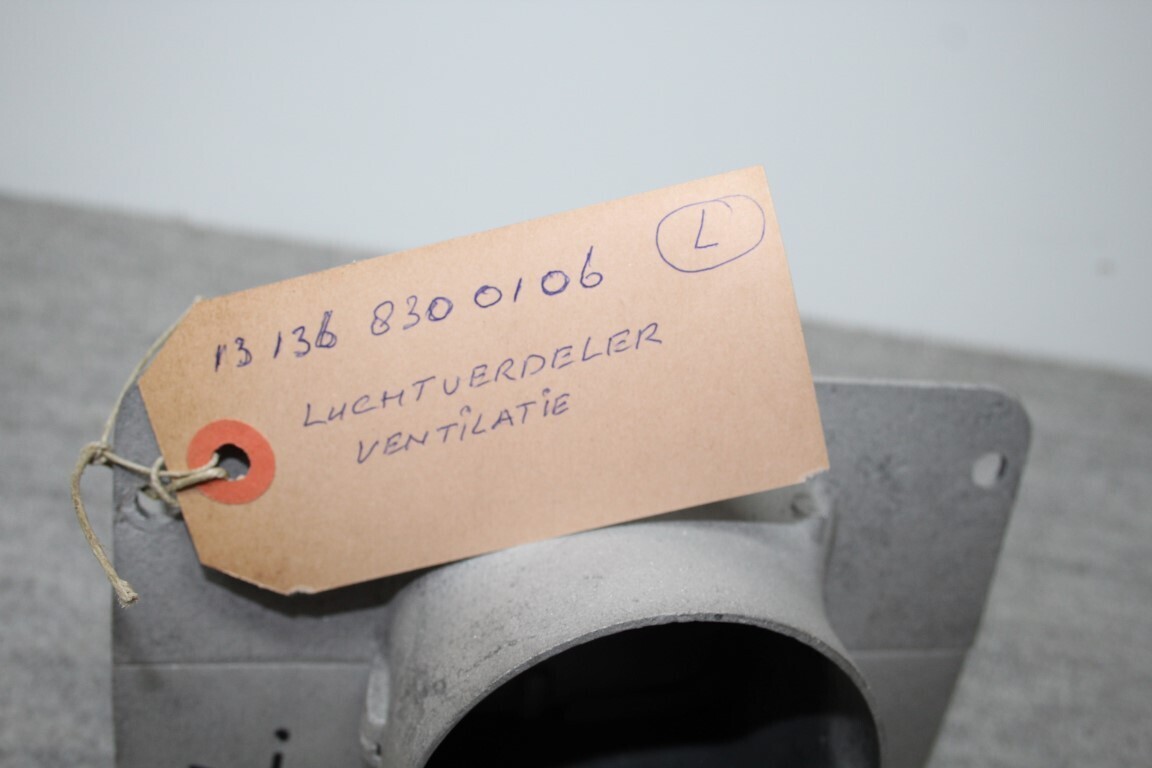 L
13 136 830 0106
LUCHTVERDELER
VENTILATIE